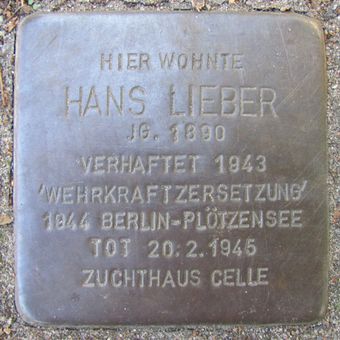 HIER WOHNTE
HANS LIEBER
JG. 1890
VERHAFTET 1943
'WEHRKRAFTZERSETZUNG'
1944 BERLIN-PLÖTZENSEE
TOT 20.2.1945
ZUCHTHAUS CELLE